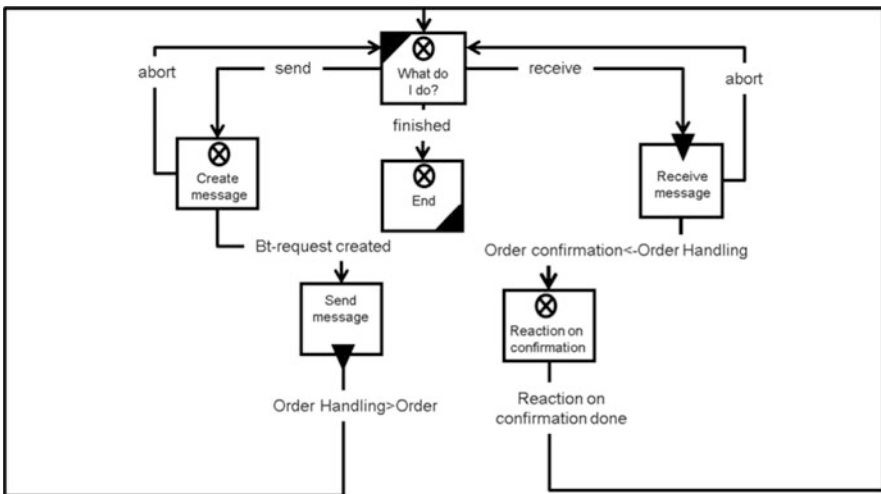 What do
I do?
abort
send
receive
abort
finished
Create
message
End
Receive
message
Bt-request created
Order confirmation<-Order Handling
Send
message
Reaction on
confirmation
Order Handling>Order
Reaction on
confirmation done